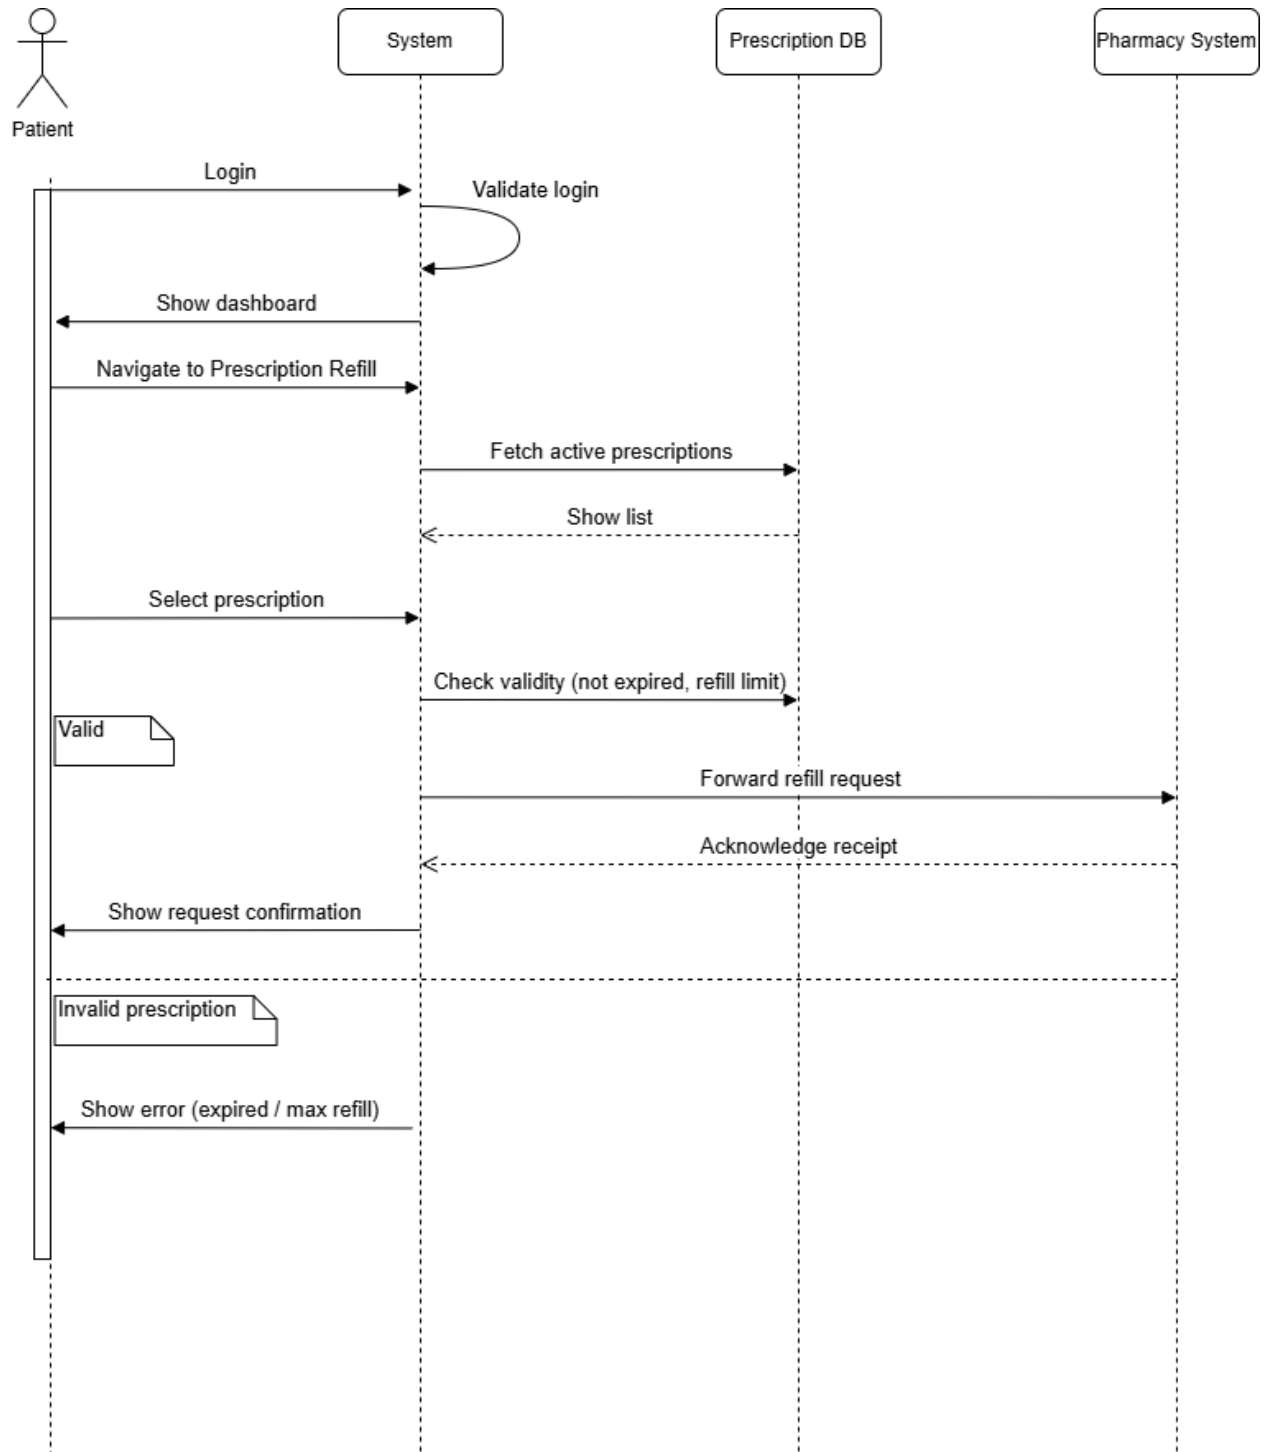 System
Prescription DB
Pharmacy System
Patient
Login
Validate login
Show dashboard
Navigate to Prescription Refill
Fetch active prescriptions
Show list
Select prescription
Check validity (not expired, refill limit)
Valid
Forward refill request
Acknowledge receipt
Show request confirmation
Invalid prescription
Show error (expired / max refill)